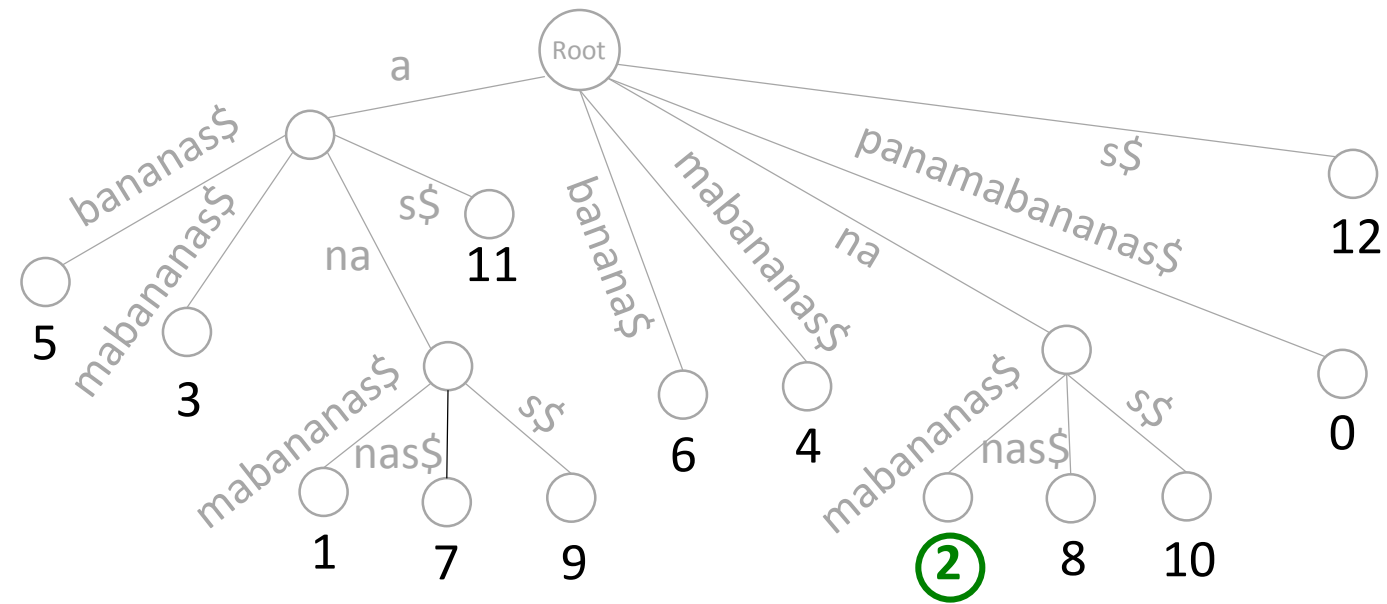 Root
a
bananas$
mabananas$
na
s$
banana$
mabananas$
na
panamabananas$
s$
12
11
5
3
mabananas$
nas$
s$
6
4
mabananas$
nas$
s$
0
1
7
9
2
8
10